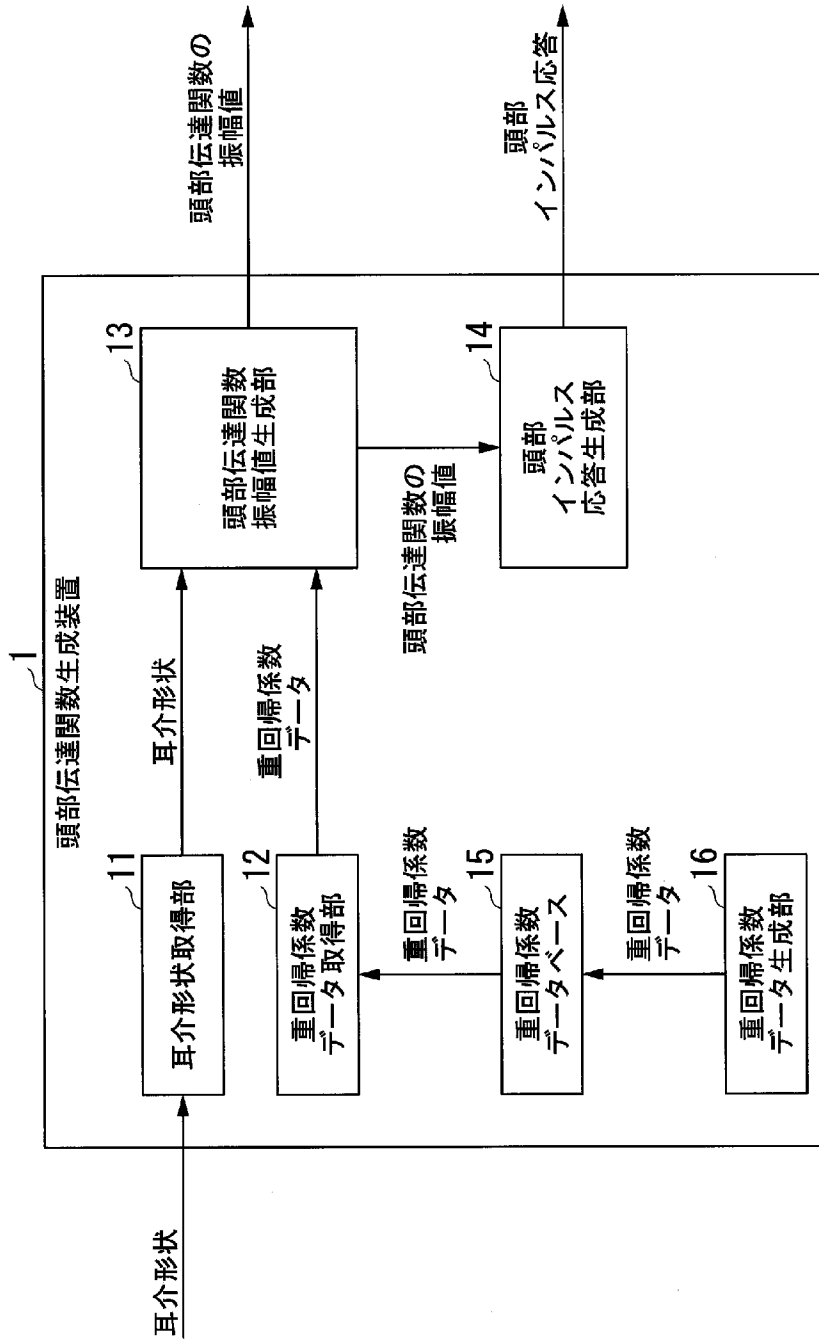 1
頭部伝達関数生成装置
耳介形状
11
耳介形状取得部
耳介形状
13
頭部伝達関数
振幅値生成部
頭部伝達関数の
振幅値
12
重回帰係数
データ取得部
重回帰係数
データ
重回帰係数
データ
頭部伝達関数の
振幅値
15
重回帰係数
データベース
14
頭部
インパルス
応答生成部
頭部
インパルス応答
重回帰係数
データ
16
重回帰係数
データ生成部